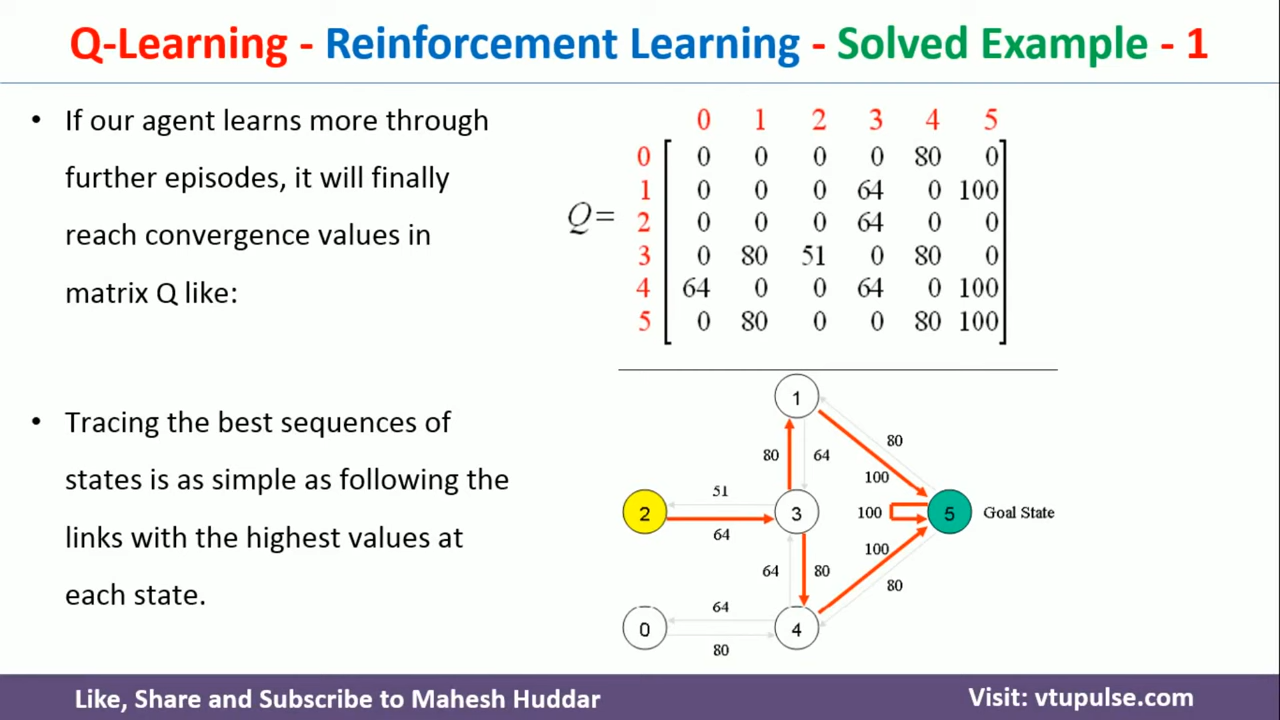 Q-Learning - Reinforcement Learning - Solved Example - 1
• If our agent learns more through
further episodes, it will finally
reach convergence values in
matrix Q like:
0 1 2 3 4 5
0 0 0 0 0 80 0
1 0 0 0 64 0 100
Q=
2 0 0 0 64 0 0
3 0 80 51 0 80 0
4 64 0 0 64 0 100
5 0 80 0 0 80 100
• Tracing the best sequences of
states is as simple as following the
links with the highest values at
each state.
1
80
80 64
100
51
2 3 100 5 Goal State
64
100
64 80
80
64
0 4
80
Like, Share and Subscribe to Mahesh Huddar
Visit: vtupulse.com